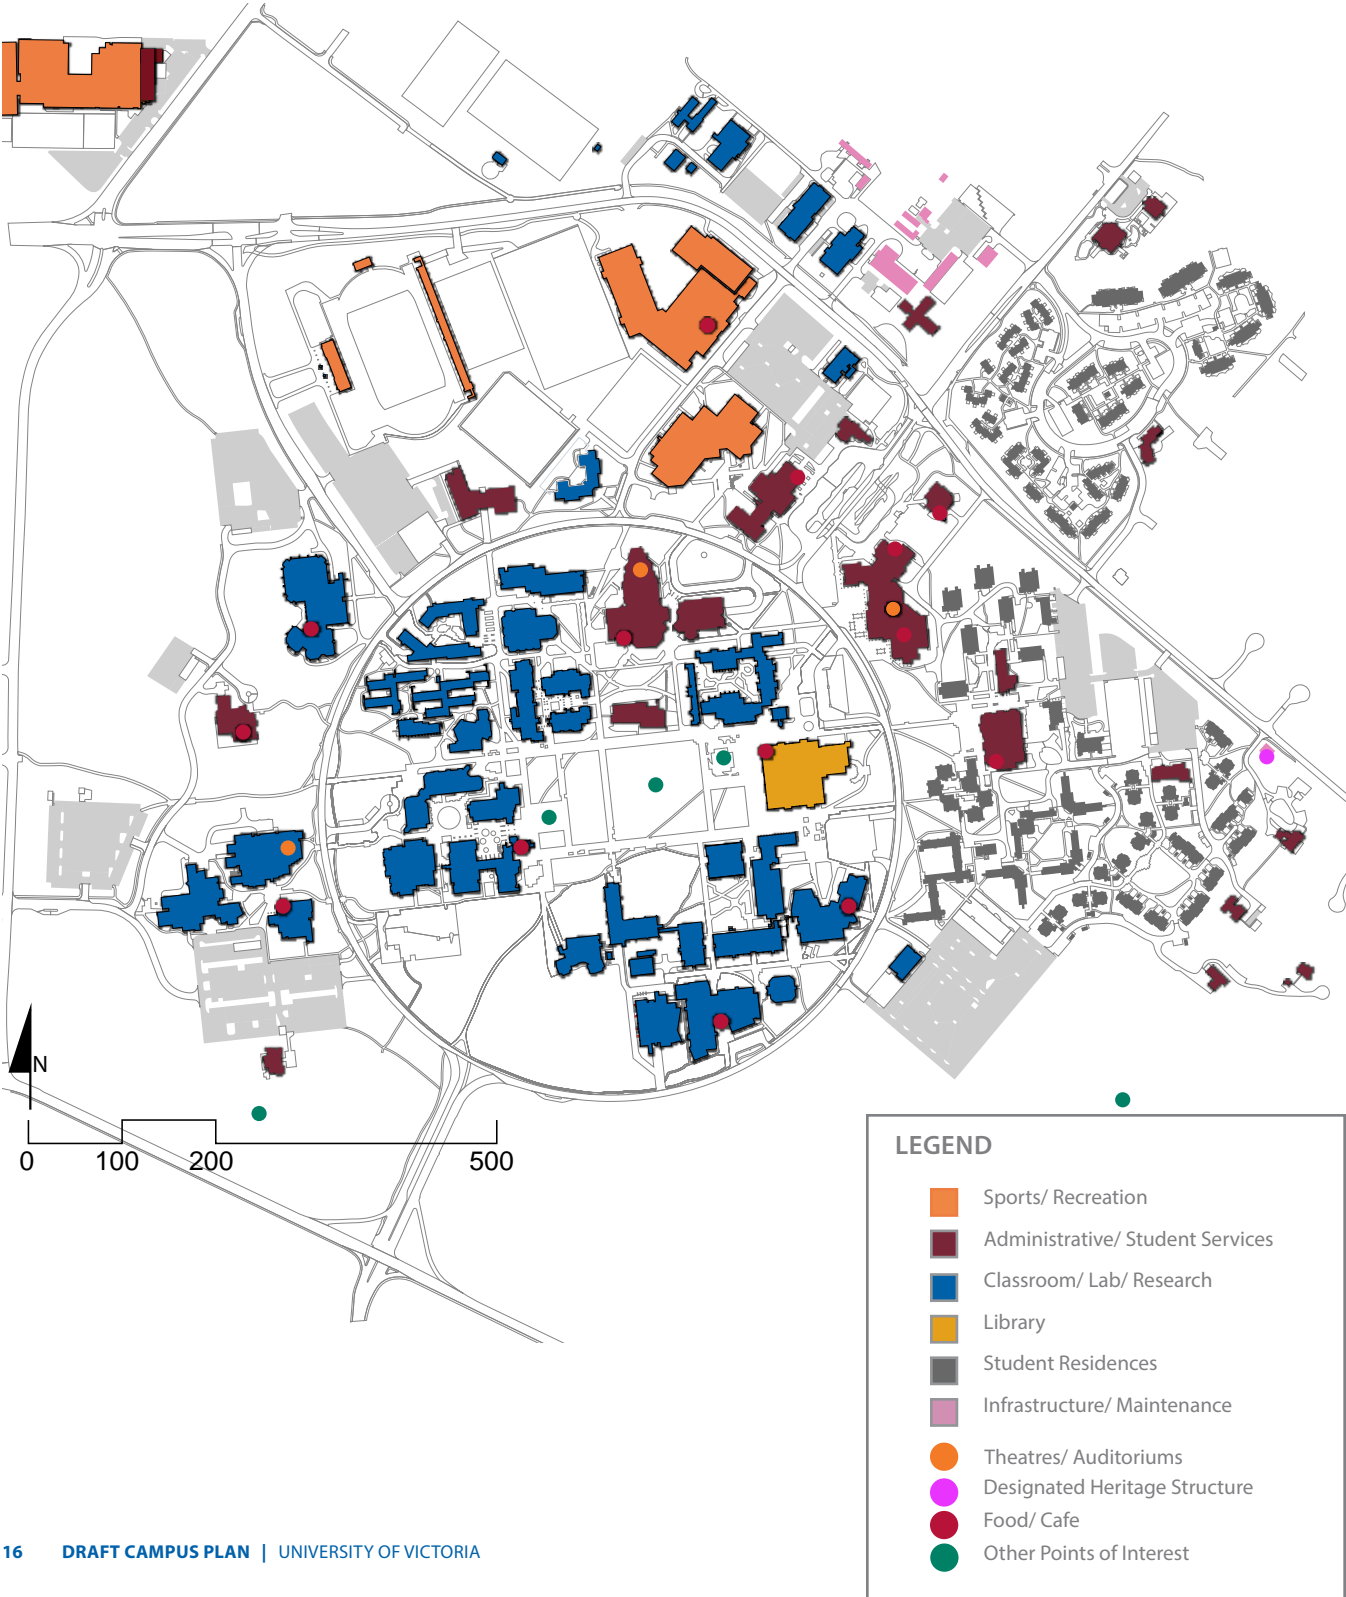 N
0 100 200 500
LEGEND
Sports/ Recreation
Administrative/ Student Services
Classroom/ Lab/ Research
Library
Student Residences
Infrastructure/ Maintenance
Theatres/ Auditoriums
Designated Heritage Structure
Food/ Cafe
Other Points of Interest
16 DRAFT CAMPUS PLAN | UNIVERSITY OF VICTORIA